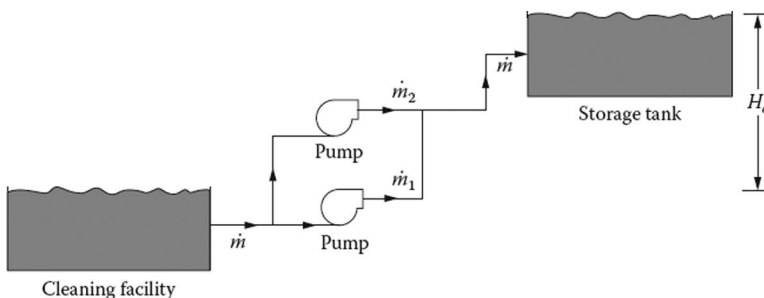 ṁ
Storage tank
ṁ₂
Pump
ṁ₁
Pump
ṁ
Cleaning facility